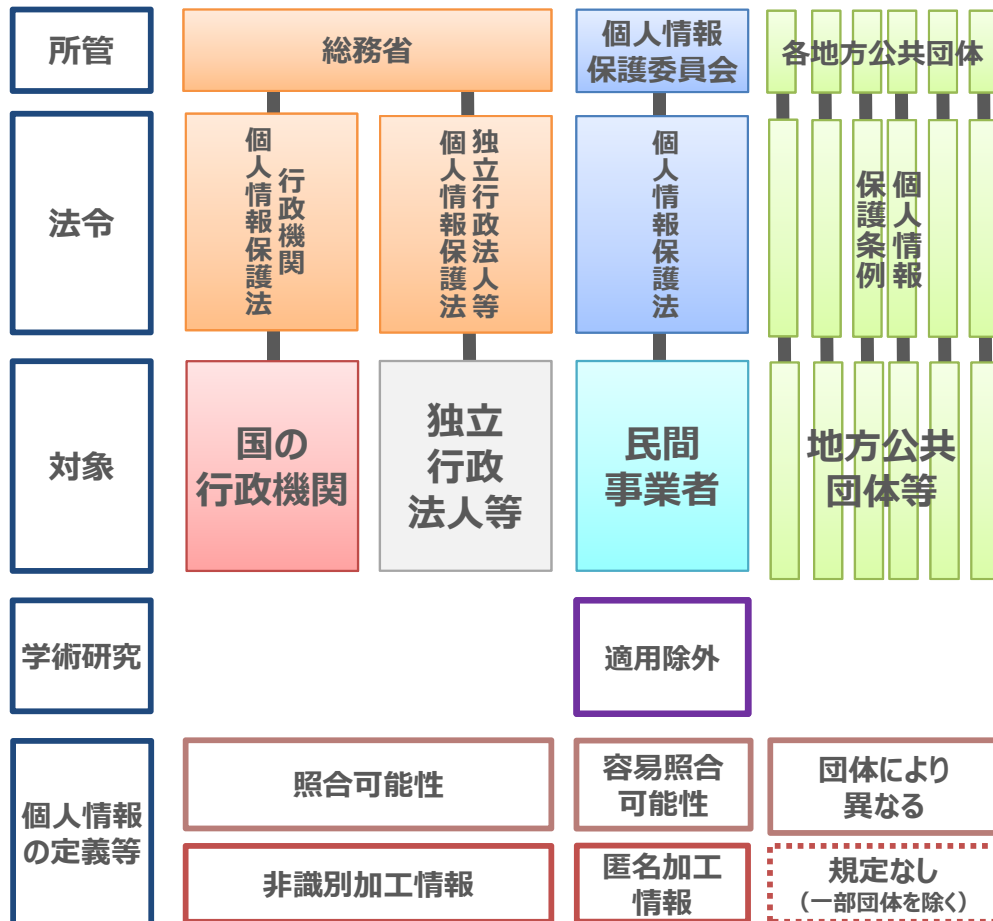 所管
総務省
個人情報
保護委員会
各地方公共団体
法令
行政機関
個人情報保護法
独立行政法人等
個人情報保護法
個人情報保護法
個人情報
保護条例
対象
国の
行政機関
独立
行政
法人等
民間
事業者
地方公共
団体等
学術研究
適用除外
個人情報
の定義等
照合可能性
容易照合
可能性
団体により
異なる
非識別加工情報
匿名加工
情報
規定なし
（一部団体を除く）